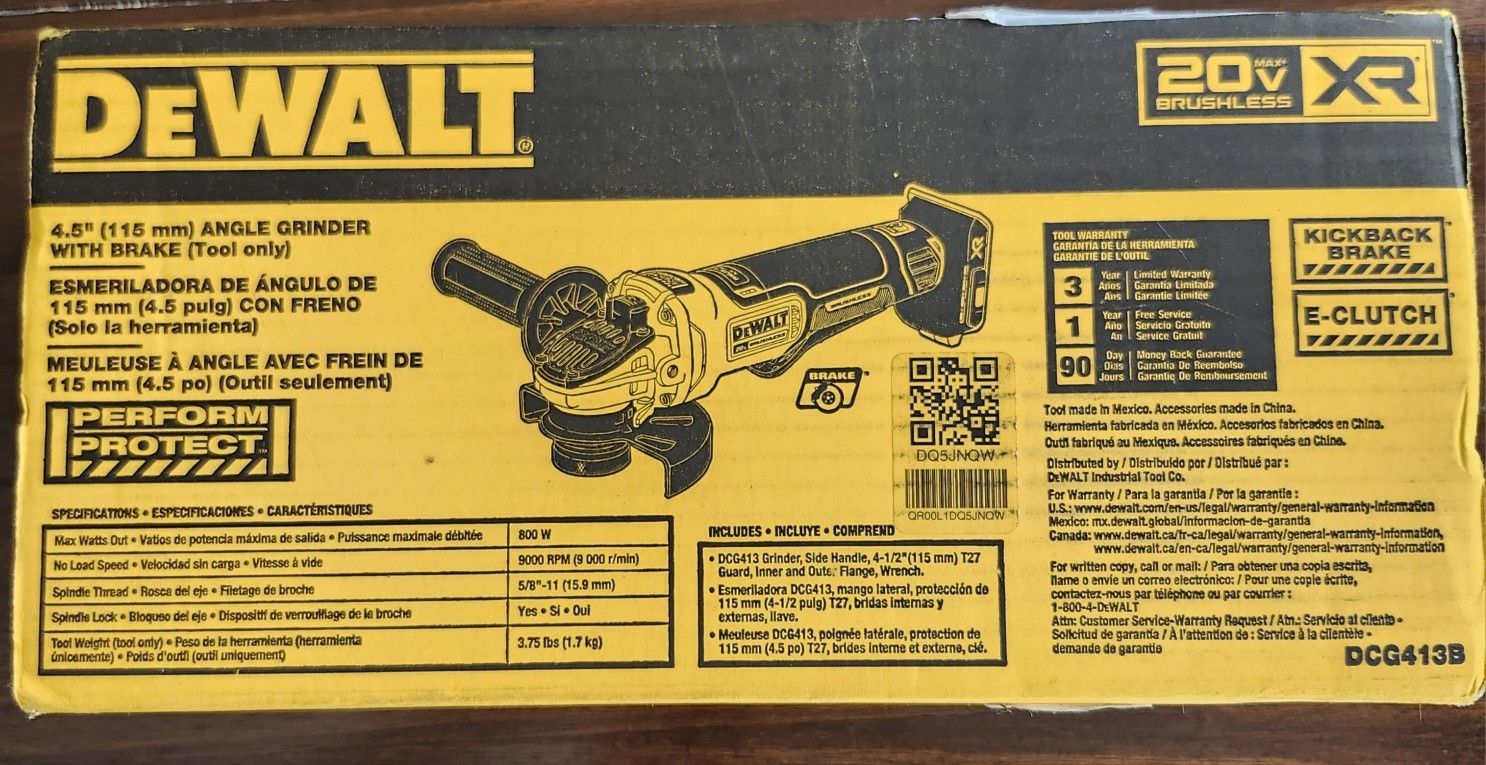 DEWALT®
20V MAX* BRUSHLESS XR
4.5" (115 mm) ANGLE GRINDER
WITH BRAKE (Tool only)
ESMERILADORA DE ÁNGULO DE
115 mm (4.5 pulg) CON FRENO
(Solo la herramienta)
MEULEUSE À ANGLE AVEC FREIN DE
115 mm (4.5 po) (Outil seulement)
PERFORM
PROTECT™
SPECIFICATIONS • ESPECIFICACIONES • CARACTÉRISTIQUES
Max Watts Out • Vatios de potencia máxima de salida • Puissance maximale débitée 800 W
No Load Speed • Velocidad sin carga • Vitesse à vide 9000 RPM (9 000 r/min)
Spindle Thread • Rosca del eje • Filetage de broche 5/8"-11 (15.9 mm)
Spindle Lock • Bloqueo del eje • Dispositif de verrouillage de la broche Yes • Sí • Oui
Tool Weight (tool only) • Peso de la herramienta (herramienta
únicamente) • Poids d'outil (outil uniquement) 3.75 lbs (1.7 kg)
DEWALT
BRUSHLESS
XR
BRAKE
DQ5JNQW
QR00L1DQ5JNQW
INCLUDES • INCLUYE • COMPREND
• DCG413 Grinder, Side Handle, 4-1/2"(115 mm) T27
Guard, Inner and Outer Flange, Wrench.
• Esmeriladora DCG413, mango lateral, protección de
115 mm (4-1/2 pulg) T27, bridas internas y
externas, llave.
• Meuleuse DCG413, poignée latérale, protection de
115 mm (4.5 po) T27, brides interne et externe, clé.
TOOL WARRANTY
GARANTÍA DE LA HERRAMIENTA
GARANTIE DE L'OUTIL
3 Year Limited Warranty
Años Garantía Limitada
Ans Garantie Limitée
1 Year Free Service
Año Servicio Gratuito
An Service Gratuit
90 Day Money Back Guarantee
Días Garantía De Reembolso
Jours Garantie De Remboursement
KICKBACK
BRAKE
E-CLUTCH
Tool made in Mexico. Accessories made in China.
Herramienta fabricada en México. Accesorios fabricados en China.
Outil fabriqué au Mexique. Accessoires fabriqués en Chine.
Distributed by / Distribuido por / Distribué par :
DEWALT Industrial Tool Co.
For Warranty / Para la garantía / Por la garantie :
U.S.: www.dewalt.com/en-us/legal/warranty/general-warranty-information
Mexico: mx.dewalt.global/informacion-de-garantia
Canada: www.dewalt.ca/fr-ca/legal/warranty/general-warranty-information,
www.dewalt.ca/en-ca/legal/warranty/general-warranty-information
For written copy, call or mail: / Para obtener una copia escrita,
llame o envíe un correo electrónico: / Pour une copie écrite,
contactez-nous par téléphone ou par courrier :
1-800-4-DEWALT
Attn: Customer Service-Warranty Request / Atn.: Servicio al cliente -
Solicitud de garantía / À l'attention de : Service à la clientèle -
demande de garantie
DCG413B